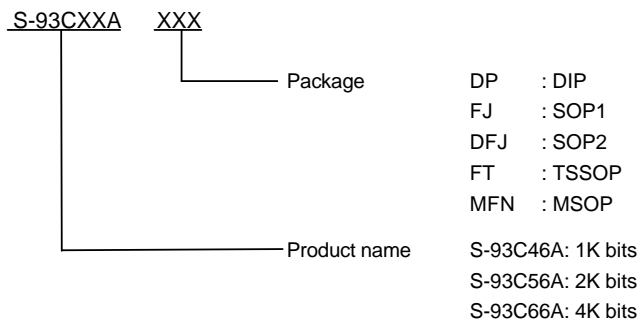 S-93CXXA XXX
Package DP : DIP
FJ : SOP1
DFJ : SOP2
FT : TSSOP
MFN : MSOP
Product name S-93C46A: 1K bits
S-93C56A: 2K bits
S-93C66A: 4K bits